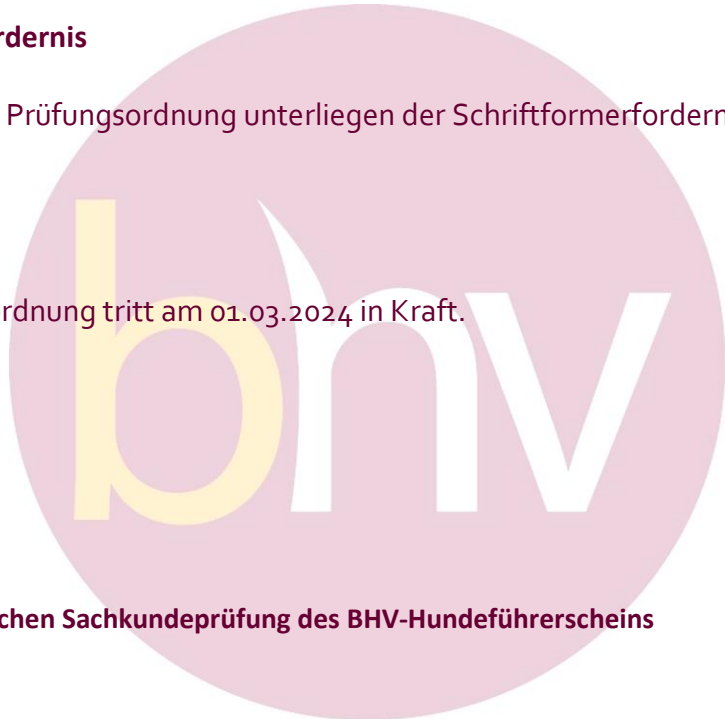 rdernis
Prüfungsordnung unterliegen der Schriftformerfordern
rdnung tritt am 01.03.2024 in Kraft.
bhv
chen Sachkundeprüfung des BHV-Hundeführerscheins